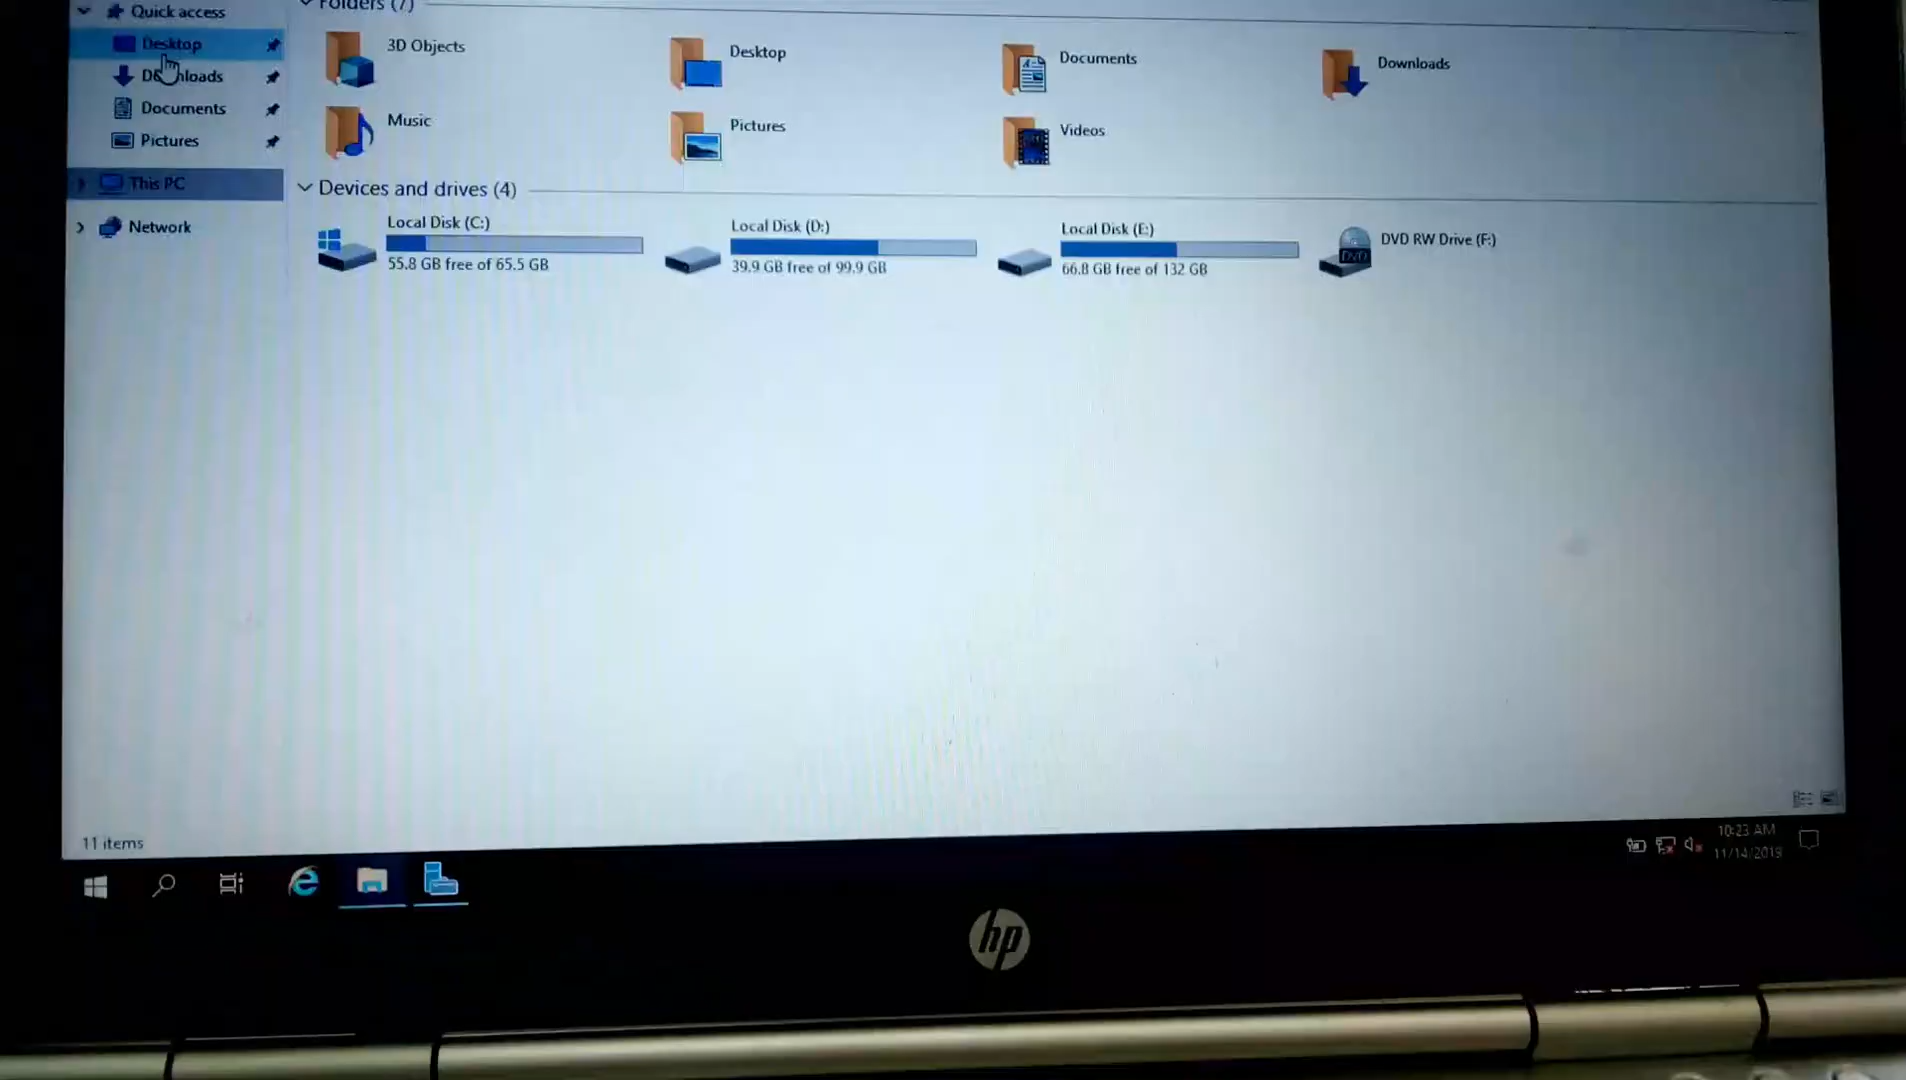 Quick access
Folders (7)
Desktop
Downloads
Documents
Pictures
This PC
Network
3D Objects
Desktop
Documents
Downloads
Music
Pictures
Videos
Devices and drives (4)
Local Disk (C:)
55.8 GB free of 65.5 GB
Local Disk (D:)
39.9 GB free of 99.9 GB
Local Disk (E:)
66.8 GB free of 132 GB
DVD RW Drive (F:)
DVD
11 items
10:23 AM
11/14/2019
hp